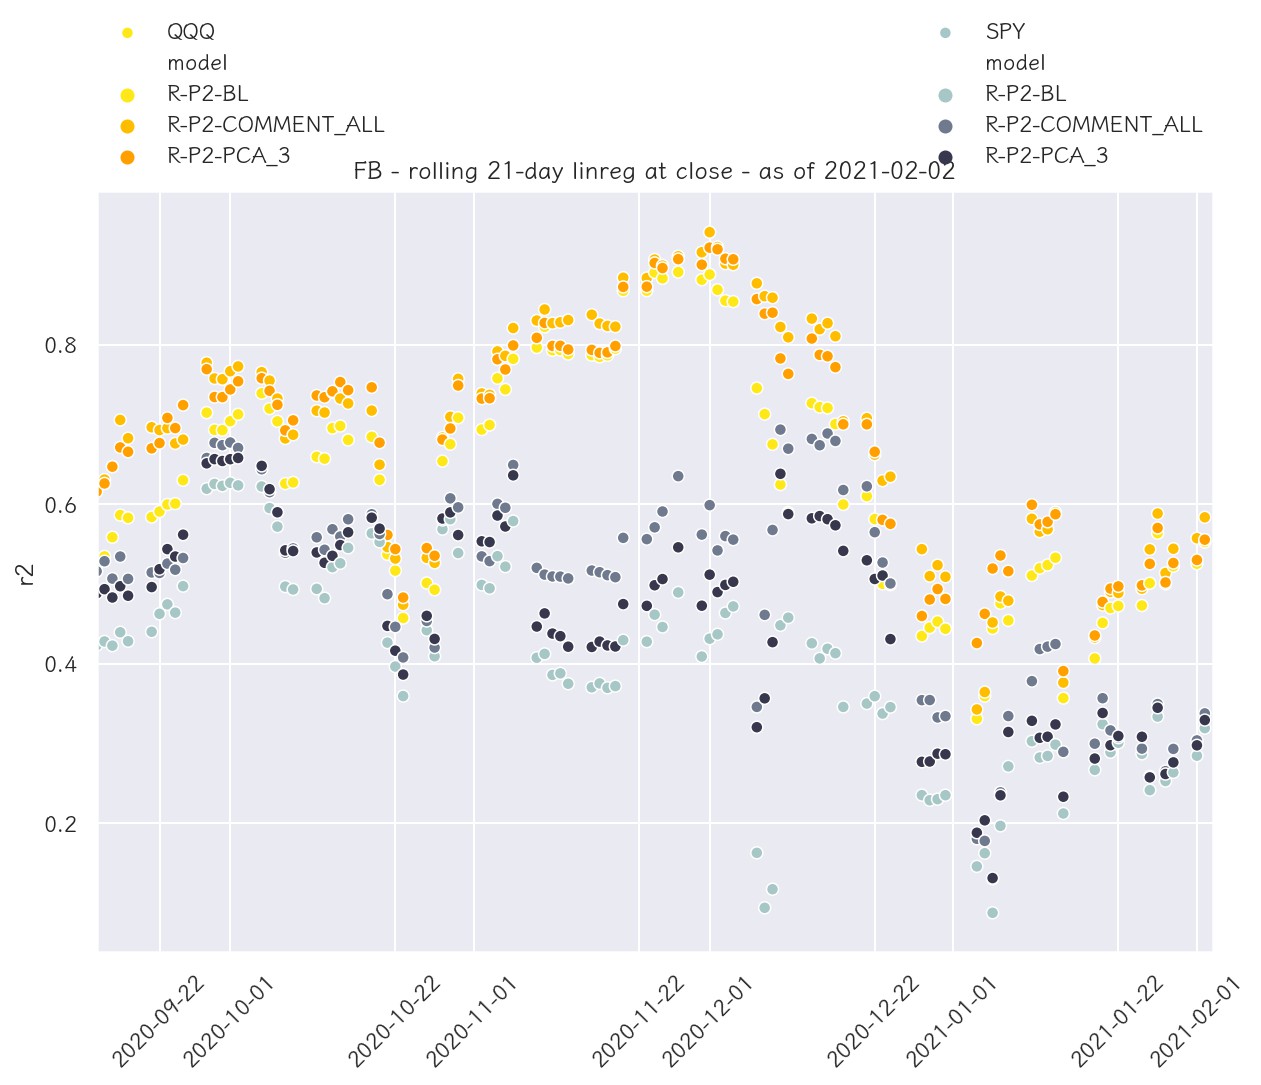 QQQ
model
R-P2-BL
R-P2-COMMENT_ALL
R-P2-PCA_3
SPY
model
R-P2-BL
R-P2-COMMENT_ALL
R-P2-PCA_3
FB - rolling 21-day linreg at close - as of 2021-02-02
r2
0.8
0.6
0.4
0.2
2020-09-22
2020-10-01
2020-10-22
2020-11-01
2020-11-22
2020-12-01
2020-12-22
2021-01-01
2021-01-22
2021-02-01